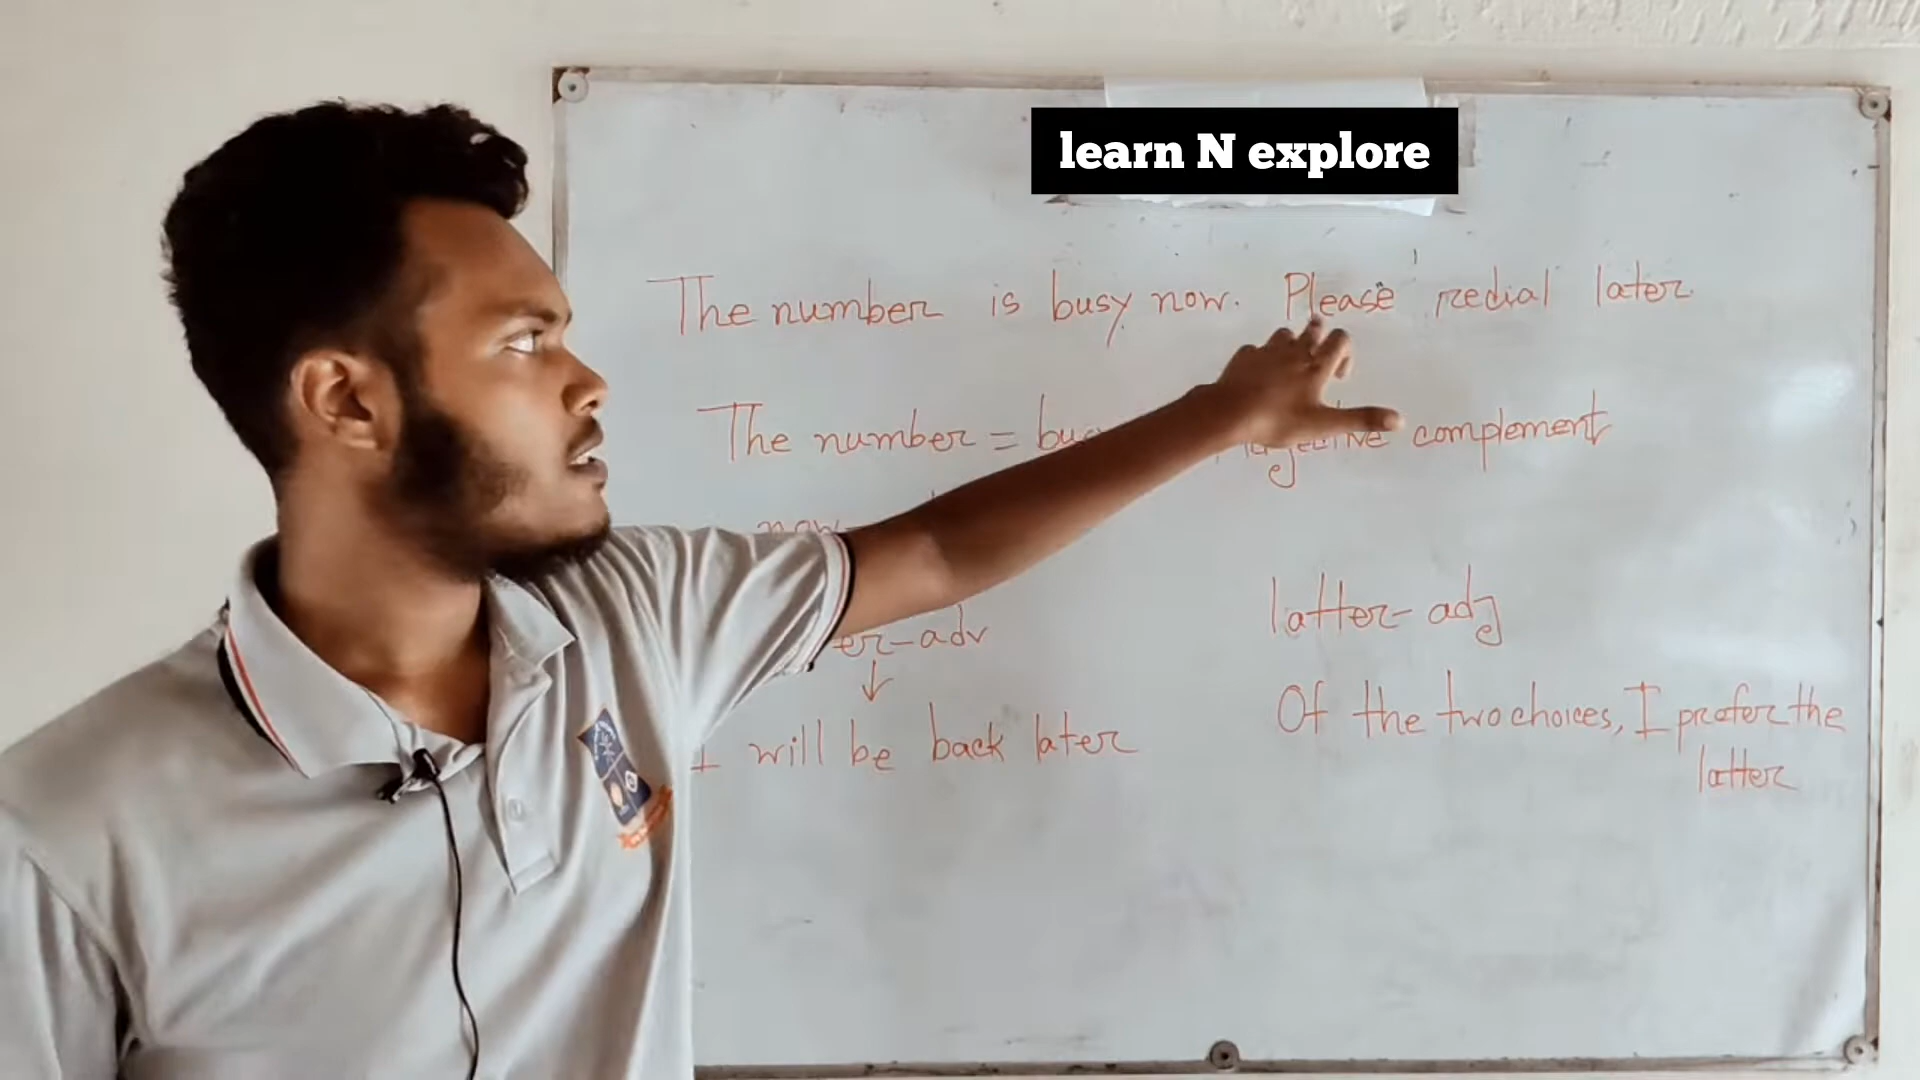 learn N explore
The number is busy now. Please redial later.
The number = complement
now
er-adv
latter-adj
I will be back later
Of the two choices, I prefer the
latter